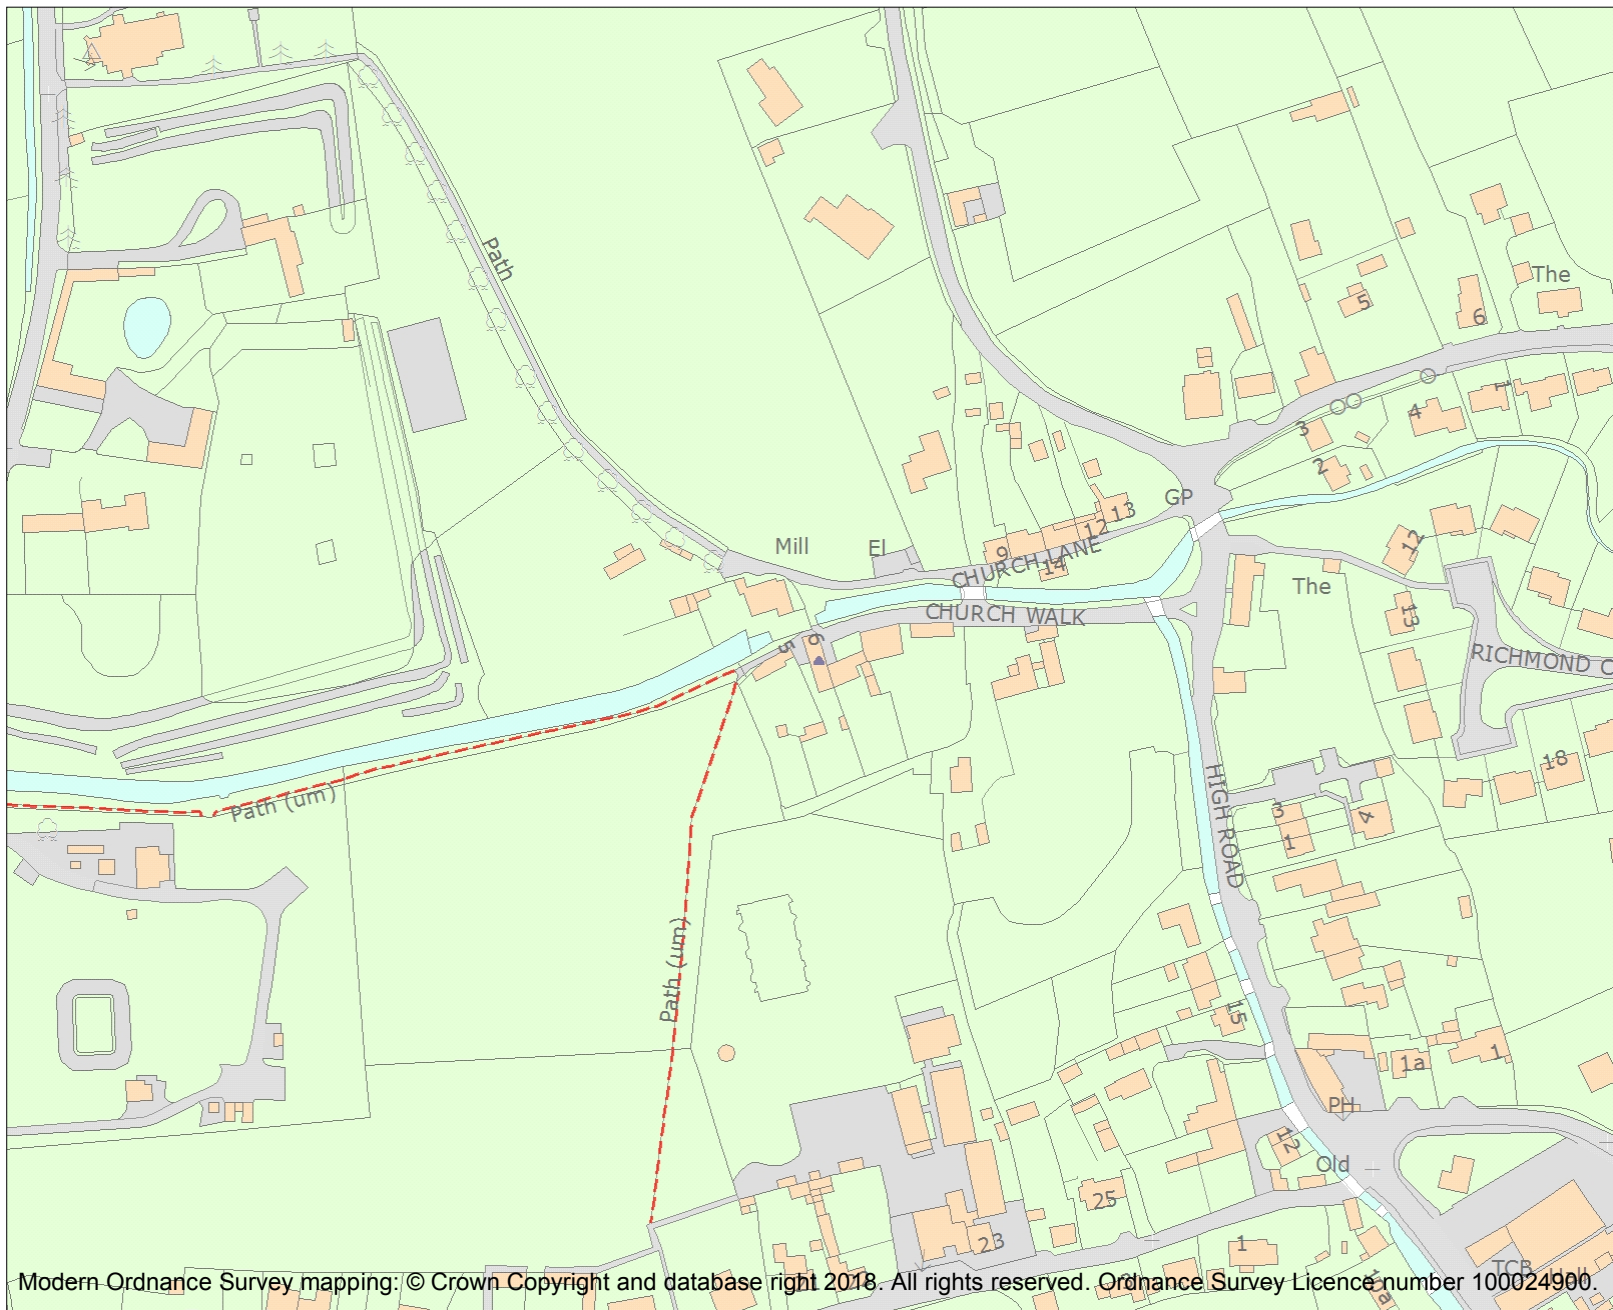 Path
The
5
6
1
4
3
2
GP
13
12
9
CHURCH LANE
14
Mill
El
CHURCH WALK
5
6
The
12
13
RICHMOND C
18
Path (um)
HIGH ROAD
3
1
4
Path (um)
15
1a
1
PH
12
Old
25
23
1
10a
TCB
Hall
Modern Ordnance Survey mapping: © Crown Copyright and database right 2018. All rights reserved. Ordnance Survey Licence number 100024900.